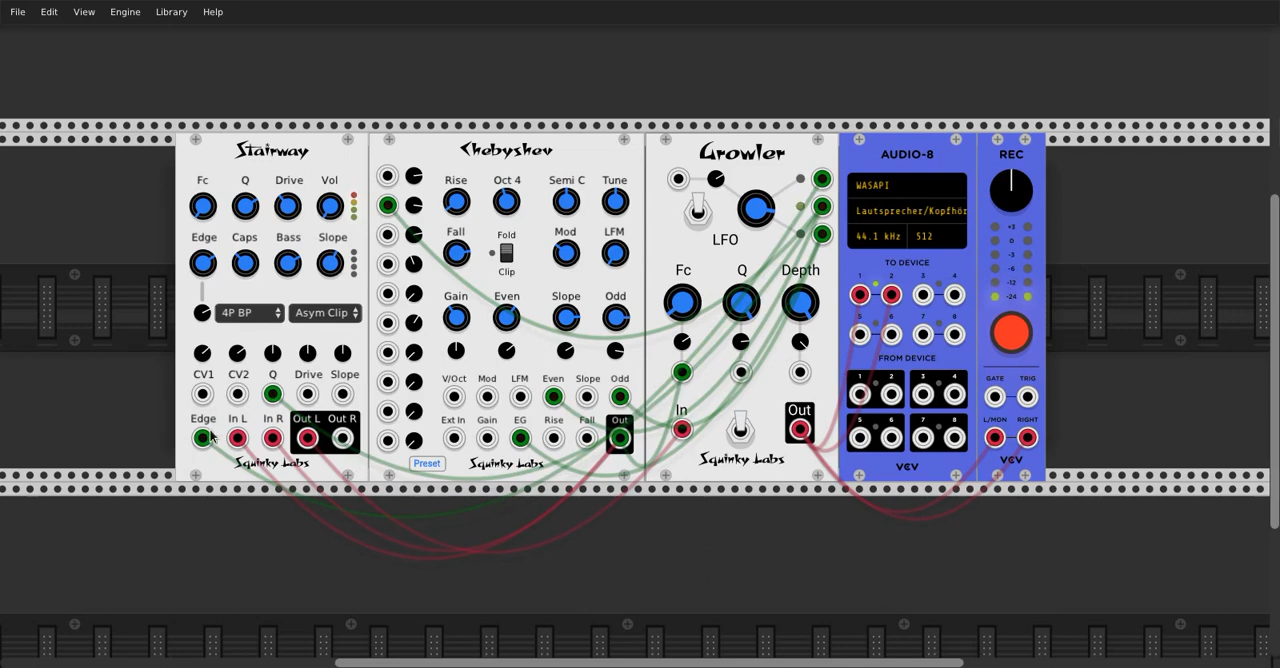 File Edit View Engine Library Help
Stairway
Fc Q Drive Vol
Edge Caps Bass Slope
4P BP Asym Clip
CV1 CV2 Q Drive Slope
Edge In L In R Out L Out R
Squinky Labs
Chebyshev
Rise Oct 4 Semi C Tune
Fall Fold Mod LFM
Clip
Gain Even Slope Odd
V/Oct Mod LFM Even Slope Odd
Ext In Gain EG Rise Fall Out
Preset Squinky Labs
Growler
LFO
Fc Q Depth
In Out
Squinky Labs
AUDIO-8
WASAPI
Lautsprecher/Kopfhör
44.1 kHz 512
TO DEVICE
1 2 3 4
5 6 7 8
FROM DEVICE
1 2 3 4
5 6 7 8
VCV
REC
+3
0
-3
-6
-12
-24
GATE TRIG
L/MON RIGHT
VCV